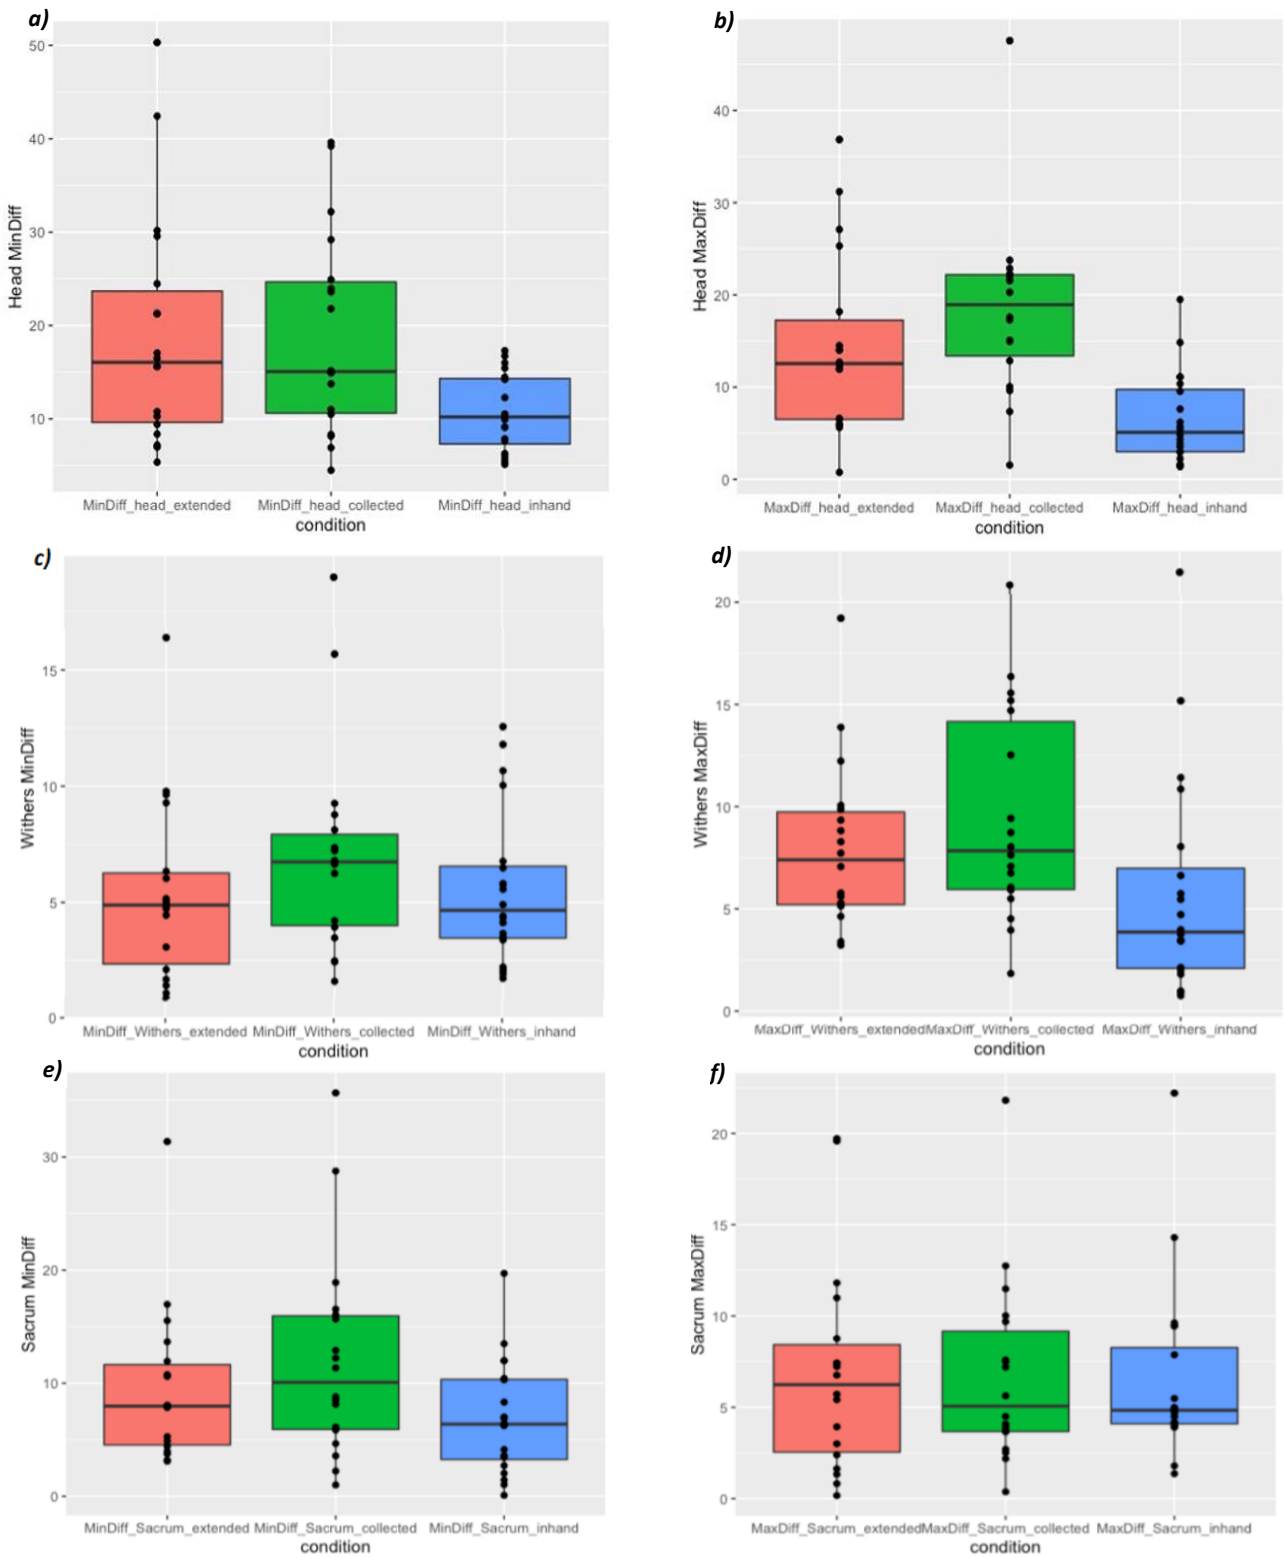 a)
50
40
30
20
10
Head MinDiff
MinDiff_head_extended
MinDiff_head_collected
MinDiff_head_inhand
condition
b)
40
30
20
10
0
Head MaxDiff
MaxDiff_head_extended
MaxDiff_head_collected
MaxDiff_head_inhand
condition
c)
15
10
5
0
Withers MinDiff
MinDiff_Withers_extended
MinDiff_Withers_collected
MinDiff_Withers_inhand
condition
d)
20
15
10
5
0
Withers MaxDiff
MaxDiff_Withers_extended
MaxDiff_Withers_collected
MaxDiff_Withers_inhand
condition
e)
30
20
10
0
Sacrum MinDiff
MinDiff_Sacrum_extended
MinDiff_Sacrum_collected
MinDiff_Sacrum_inhand
condition
f)
20
15
10
5
0
Sacrum MaxDiff
MaxDiff_Sacrum_extended
MaxDiff_Sacrum_collected
MaxDiff_Sacrum_inhand
condition